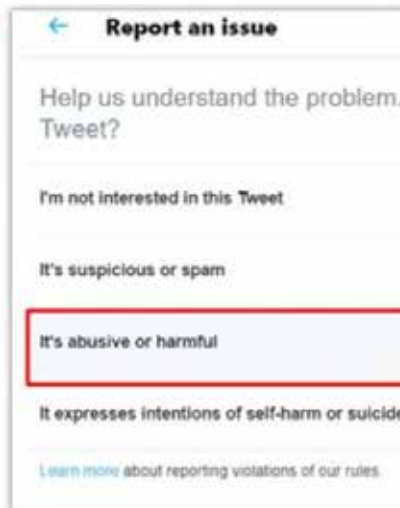 Report an issue
Help us understand the problem.
Tweet?
I'm not interested in this Tweet
It's suspicious or spam
It's abusive or harmful
It expresses intentions of self-harm or suicide
Learn more about reporting violations of our rules.